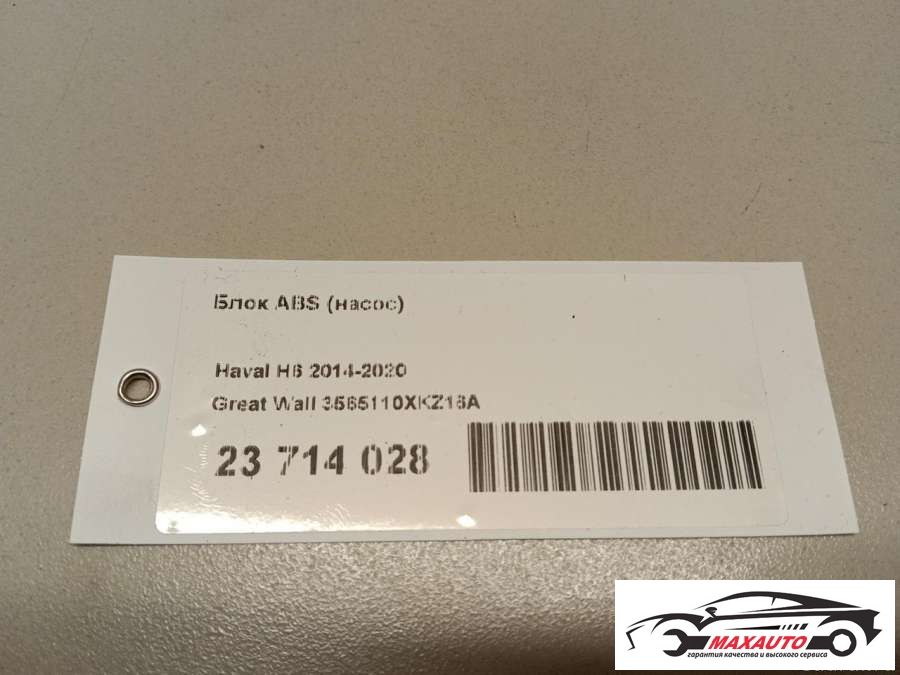 Блок ABS (насос)
Haval H6 2014-2020
Great Wall 3565110XKZ16A
23 714 028
MAXAUTO
гарантия качества и высокого сервиса